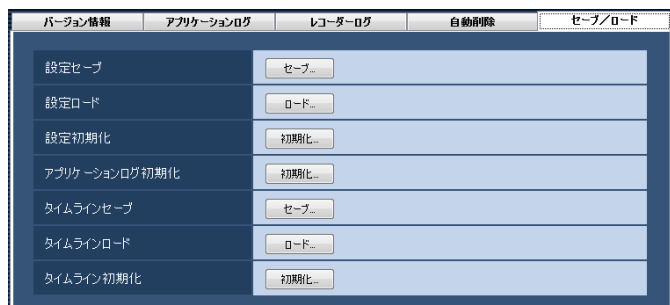 バージョン情報 アプリケーションログ レコーダーログ 自動削除 セーブ／ロード
設定セーブ セーブ...
設定ロード ロード...
設定初期化 初期化...
アプリケーションログ初期化 初期化...
タイムラインセーブ セーブ...
タイムラインロード ロード...
タイムライン初期化 初期化...